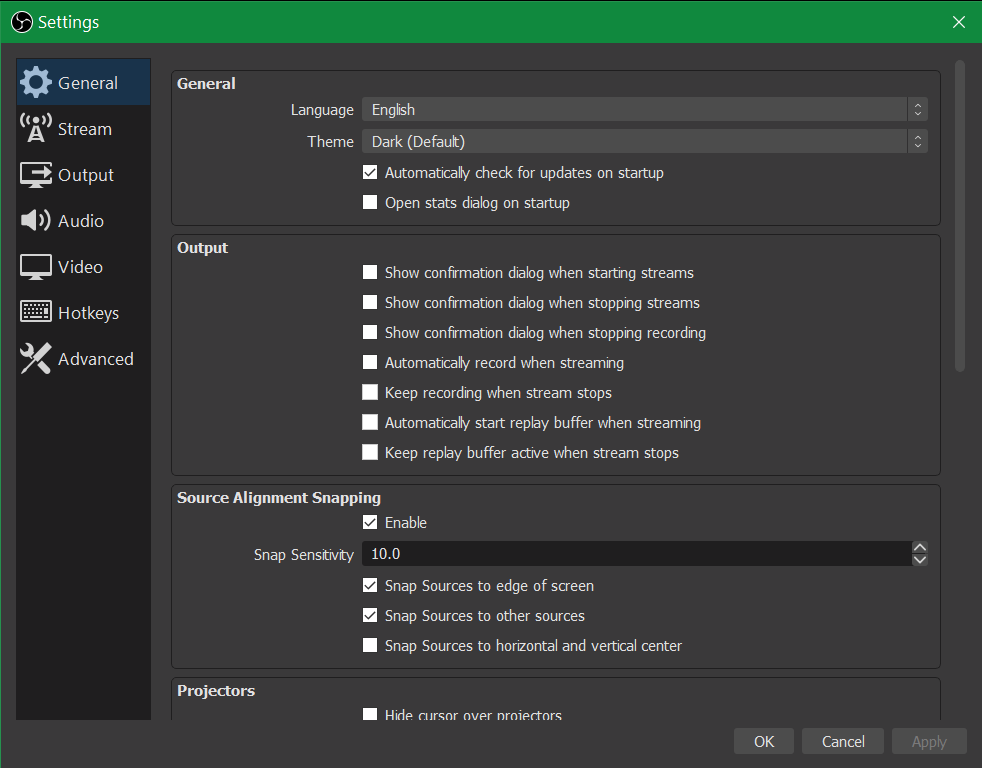 Settings
General
Stream
Output
Audio
Video
Hotkeys
Advanced
General
Language English
Theme Dark (Default)
Automatically check for updates on startup
Open stats dialog on startup
Output
Show confirmation dialog when starting streams
Show confirmation dialog when stopping streams
Show confirmation dialog when stopping recording
Automatically record when streaming
Keep recording when stream stops
Automatically start replay buffer when streaming
Keep replay buffer active when stream stops
Source Alignment Snapping
Enable
Snap Sensitivity 10.0
Snap Sources to edge of screen
Snap Sources to other sources
Snap Sources to horizontal and vertical center
Projectors
Hide cursor over projectors
OK Cancel Apply